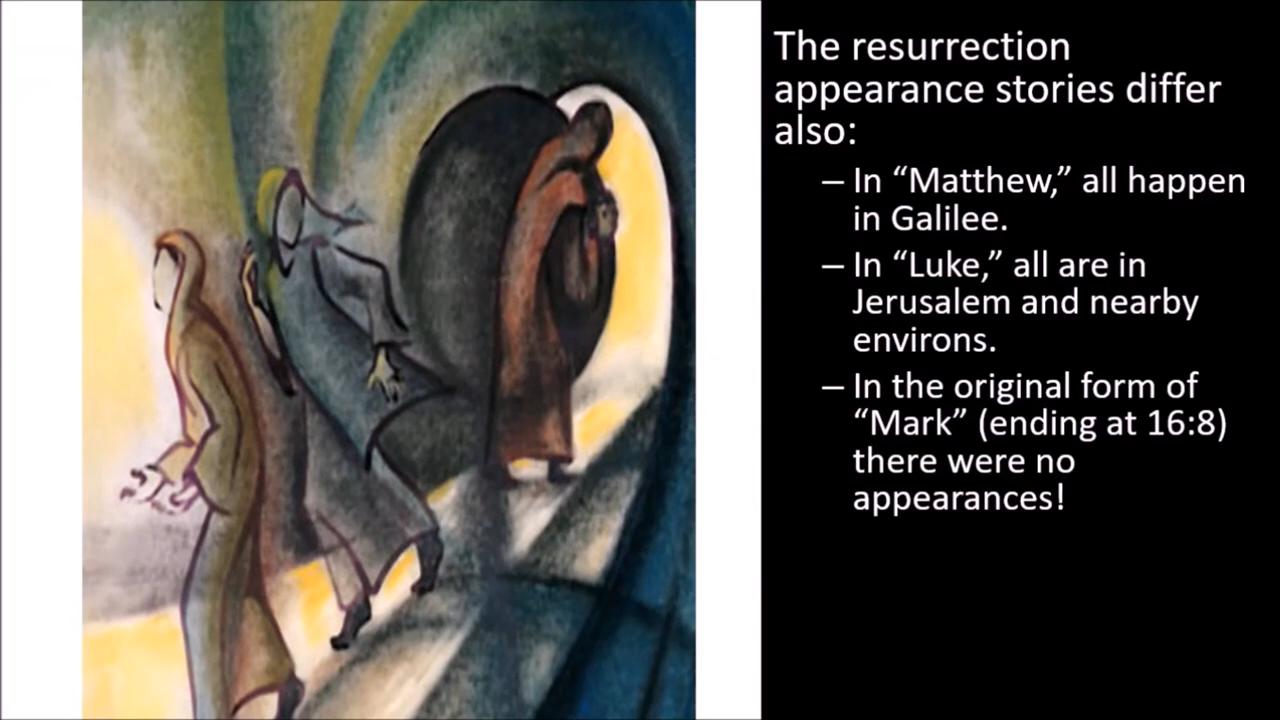 The resurrection
appearance stories differ
also:
– In “Matthew,” all happen
in Galilee.
– In “Luke,” all are in
Jerusalem and nearby
environs.
– In the original form of
“Mark” (ending at 16:8)
there were no
appearances!